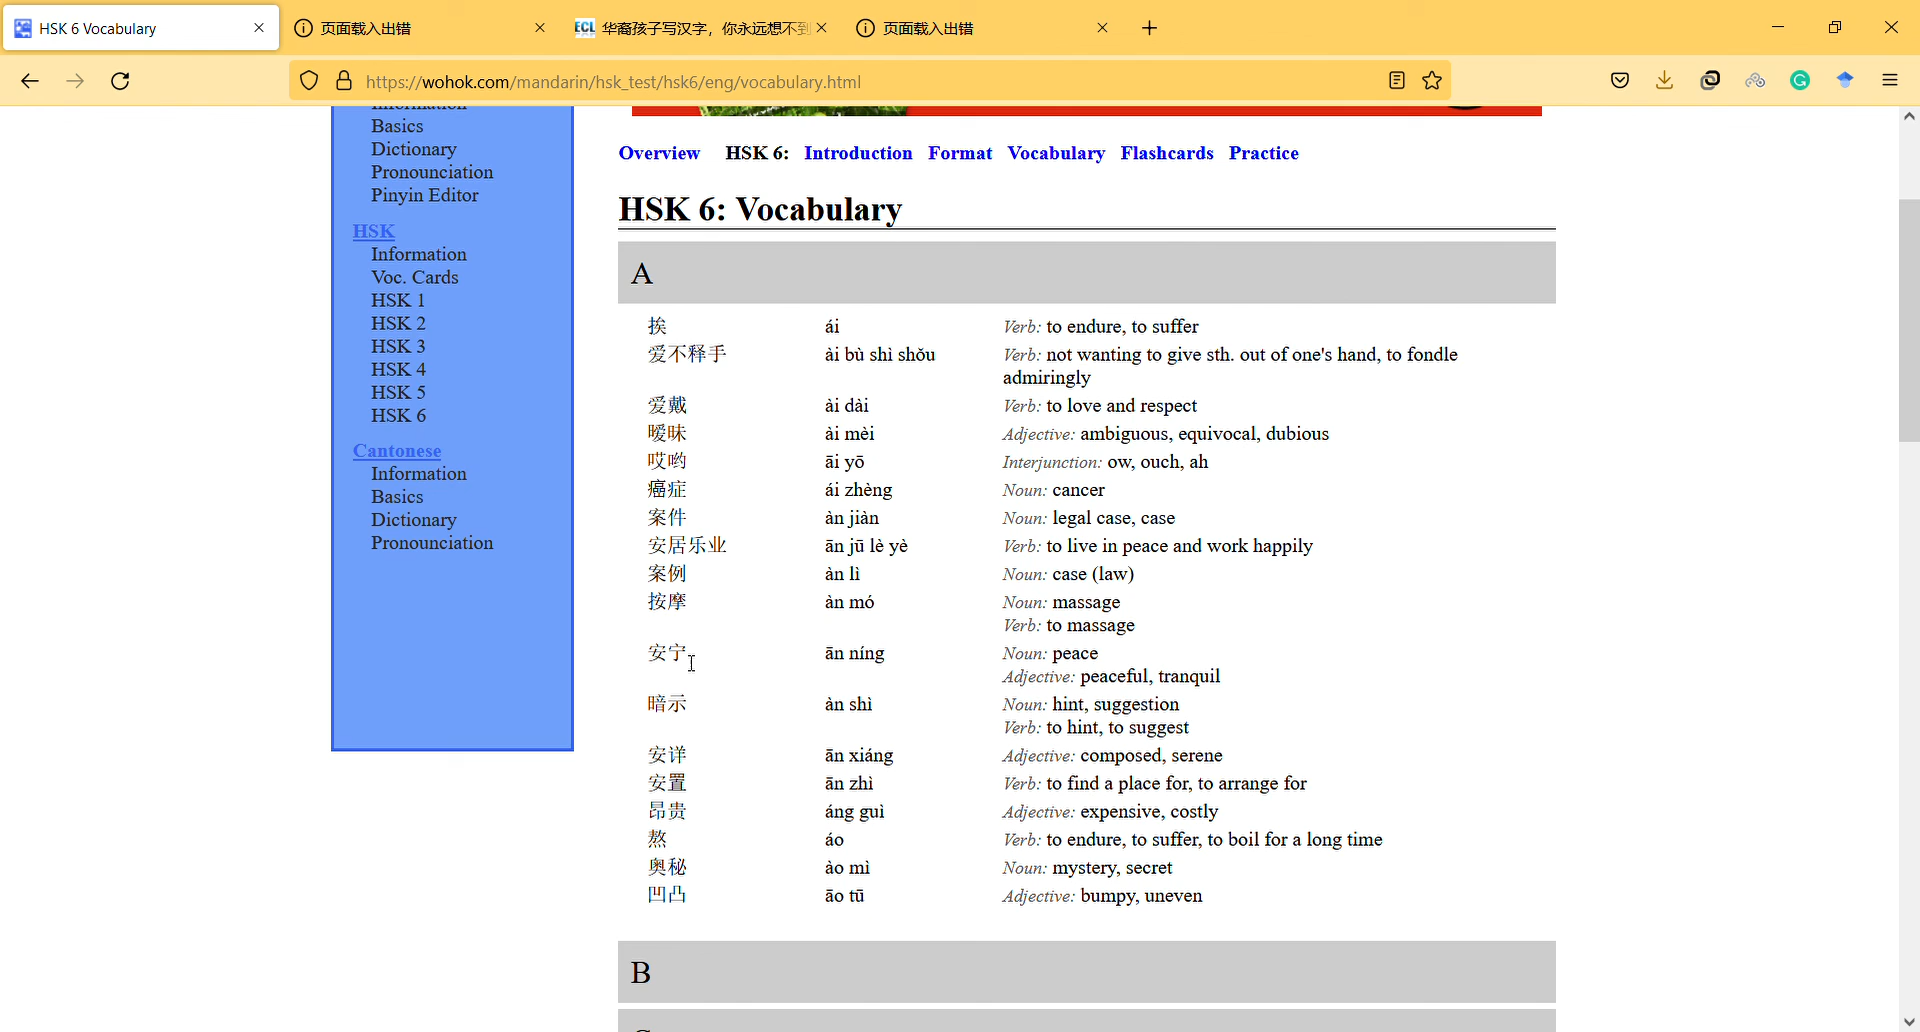 HSK 6 Vocabulary
页面载入出错
ECL 华裔孩子写汉字，你永远想不到
页面载入出错
https://wohok.com/mandarin/hsk_test/hsk6/eng/vocabulary.html
Information
Basics
Dictionary
Pronounciation
Pinyin Editor
HSK
Information
Voc. Cards
HSK 1
HSK 2
HSK 3
HSK 4
HSK 5
HSK 6
Cantonese
Information
Basics
Dictionary
Pronounciation
Overview HSK 6: Introduction Format Vocabulary Flashcards Practice
HSK 6: Vocabulary
A
挨 ái Verb: to endure, to suffer
爱不释手 ài bù shì shǒu Verb: not wanting to give sth. out of one's hand, to fondle
admiringly
爱戴 ài dài Verb: to love and respect
暧昧 ài mèi Adjective: ambiguous, equivocal, dubious
哎哟 āi yō Interjunction: ow, ouch, ah
癌症 ái zhèng Noun: cancer
案件 àn jiàn Noun: legal case, case
安居乐业 ān jū lè yè Verb: to live in peace and work happily
案例 àn lì Noun: case (law)
按摩 àn mó Noun: massage
Verb: to massage
安宁 ān níng Noun: peace
Adjective: peaceful, tranquil
暗示 àn shì Noun: hint, suggestion
Verb: to hint, to suggest
安详 ān xiáng Adjective: composed, serene
安置 ān zhì Verb: to find a place for, to arrange for
昂贵 áng guì Adjective: expensive, costly
熬 áo Verb: to endure, to suffer, to boil for a long time
奥秘 ào mì Noun: mystery, secret
凹凸 āo tū Adjective: bumpy, uneven
B